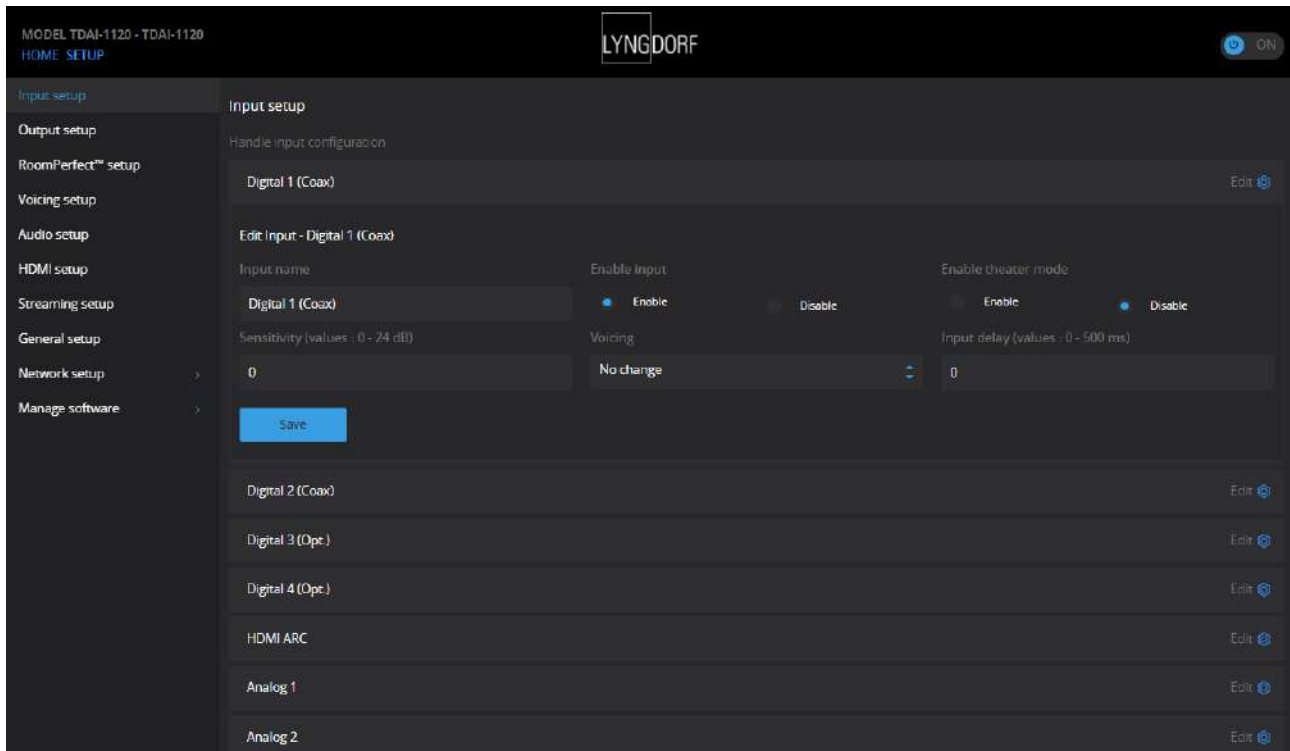 MODEL TDAI-1120 - TDAI-1120
HOME SETUP
LYNGDORF
ON
Input setup
Output setup
RoomPerfect™ setup
Voicing setup
Audio setup
HDMI setup
Streaming setup
General setup
Network setup
Manage software
Input setup
Handle input configuration
Digital 1 (Coax) Edit
Edit Input - Digital 1 (Coax)
Input name Enable input Enable theater mode
Digital 1 (Coax) Enable Disable Enable Disable
Sensitivity (values : 0 - 24 dB) Voicing Input delay (values : 0 - 500 ms)
0 No change 0
Save
Digital 2 (Coax) Edit
Digital 3 (Opt.) Edit
Digital 4 (Opt.) Edit
HDMI ARC Edit
Analog 1 Edit
Analog 2 Edit